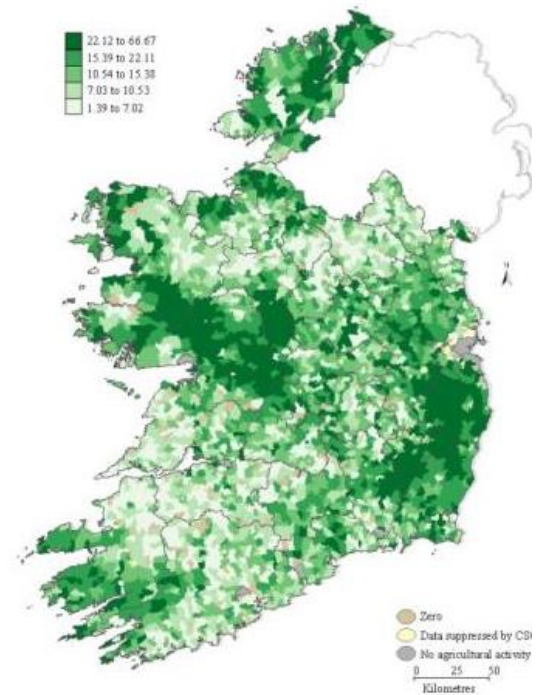 22.12 to 66.67
15.39 to 22.11
10.54 to 15.38
7.03 to 10.53
1.39 to 7.02
N
Zero
Data suppressed by CSO
No agricultural activity
0 25 50
Kilometres